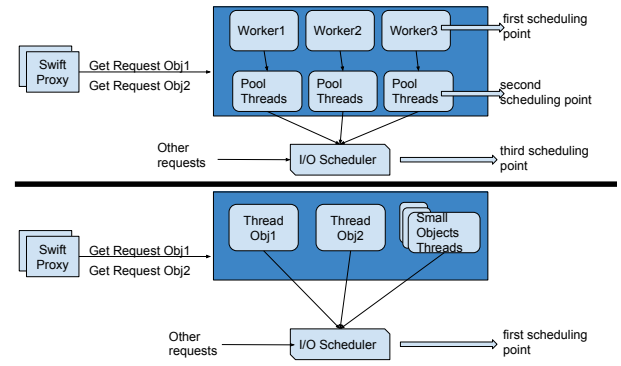 Worker1
Worker2
Worker3
first scheduling
point
Swift
Proxy
Get Request Obj1
Get Request Obj2
Pool
Threads
Pool
Threads
Pool
Threads
second
scheduling point
Other
requests
I/O Scheduler
third scheduling
point
Swift
Proxy
Get Request Obj1
Get Request Obj2
Thread
Obj1
Thread
Obj2
Small
Objects
Threads
Other
requests
I/O Scheduler
first scheduling
point